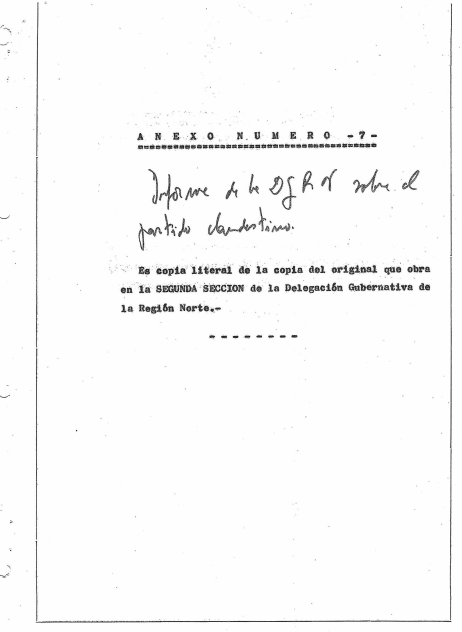 A N E X O   N U M E R O  - 7 -
Informe de la D G R N sobre el
partido clandestino.
Es copia literal de la copia del original que obra
en la SEGUNDA SECCION de la Delegación Gubernativa de
la Región Norte.-